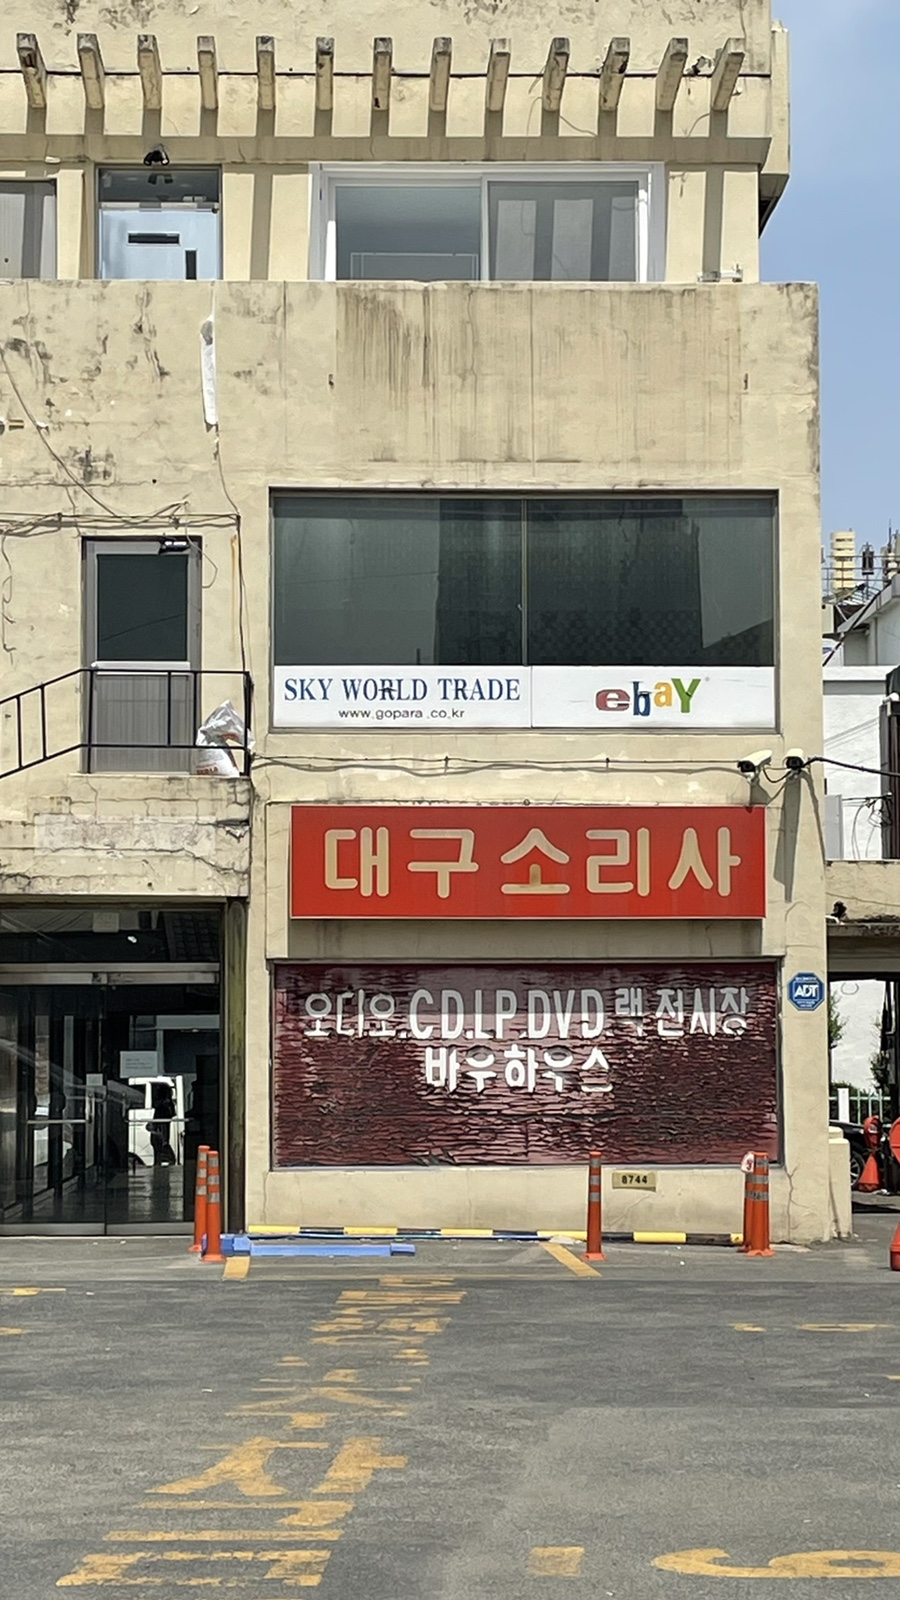 SKY WORLD TRADE
www.gopara.co.kr
ebaY
대구소리사
오디오.CD.LP.DVD.랙 전시장
바우하우스
ADT
8744